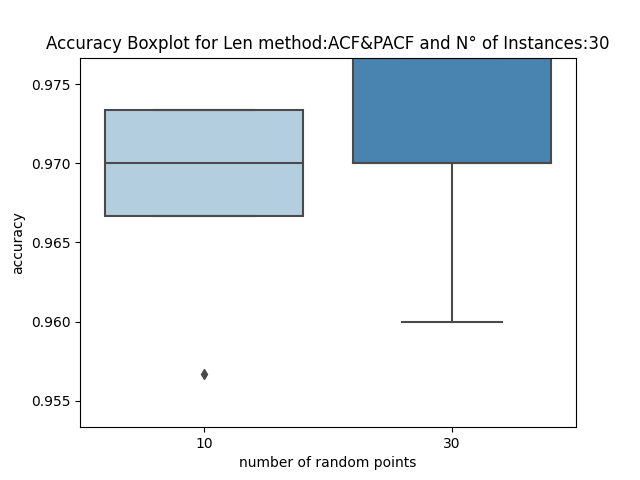 Accuracy Boxplot for Len method:ACF&PACF and N° of Instances:30
0.975
0.970
0.965
0.960
0.955
accuracy
10
30
number of random points